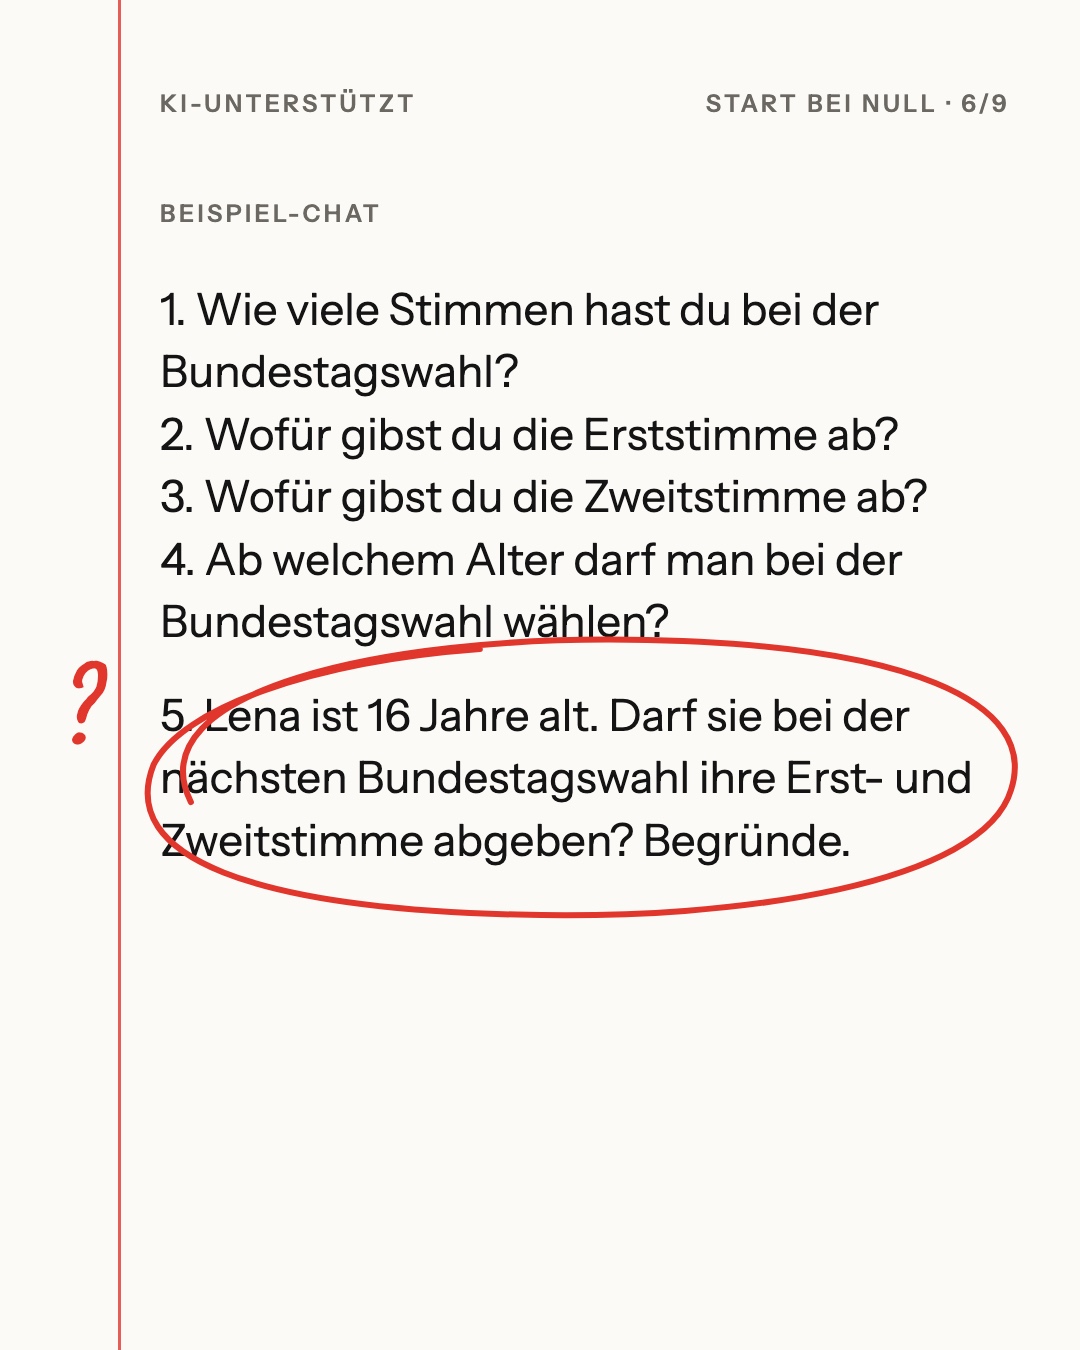 KI-UNTERSTÜTZT
START BEI NULL · 6/9
BEISPIEL-CHAT
1. Wie viele Stimmen hast du bei der
Bundestagswahl?
2. Wofür gibst du die Erststimme ab?
3. Wofür gibst du die Zweitstimme ab?
4. Ab welchem Alter darf man bei der
Bundestagswahl wählen?
?
5. Lena ist 16 Jahre alt. Darf sie bei der
nächsten Bundestagswahl ihre Erst- und
Zweitstimme abgeben? Begründe.